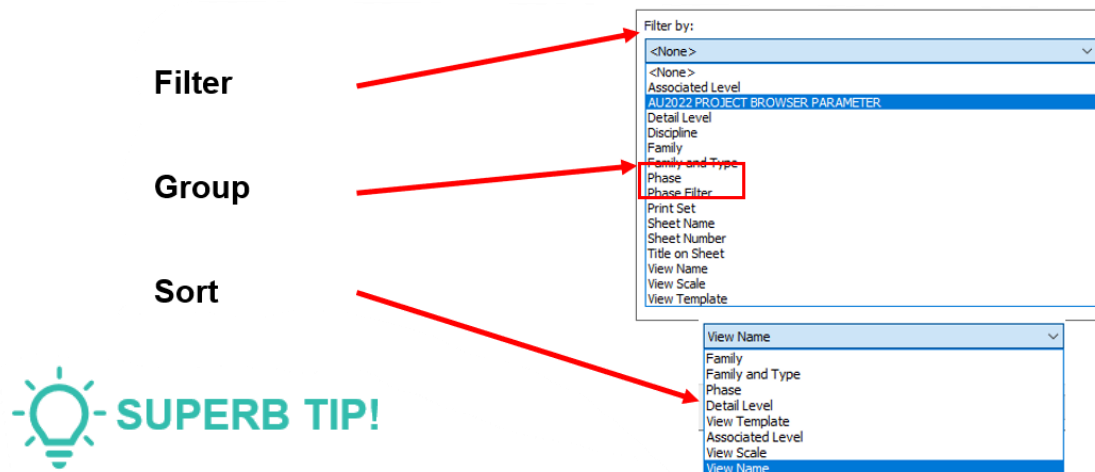 Filter
Group
Sort
SUPERB TIP!
Filter by:
<None>
<None>
Associated Level
AU2022 PROJECT BROWSER PARAMETER
Detail Level
Discipline
Family
Family and Type
Phase
Phase Filter
Print Set
Sheet Name
Sheet Number
Title on Sheet
View Name
View Scale
View Template
View Name
Family
Family and Type
Phase
Detail Level
View Template
Associated Level
View Scale
View Name